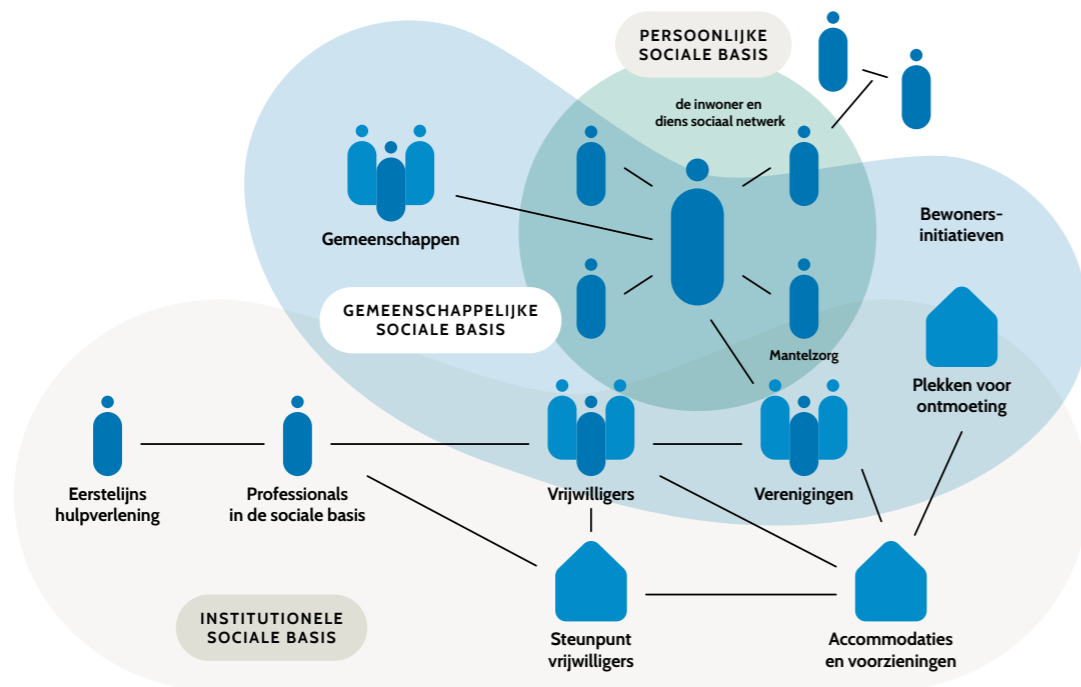 PERSOONLIJKE
SOCIALE BASIS
de inwoner en
diens sociaal netwerk
Gemeenschappen
Bewoners-
initiatieven
GEMEENSCHAPPELIJKE
SOCIALE BASIS
Mantelzorg
Plekken voor
ontmoeting
Eerstelijns
hulpverlening
Professionals
in de sociale basis
Vrijwilligers
Verenigingen
INSTITUTIONELE
SOCIALE BASIS
Steunpunt
vrijwilligers
Accommodaties
en voorzieningen